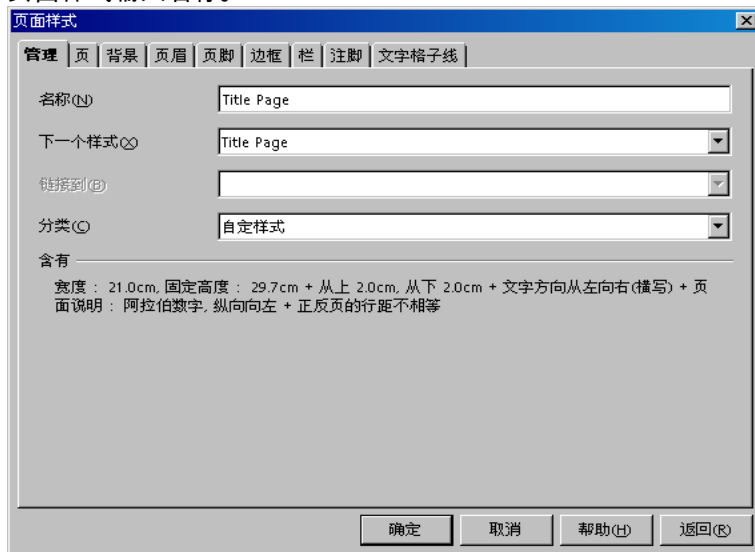 页面样式
管理 页 背景 页眉 页脚 边框 栏 注脚 文字格子线
名称(N) Title Page
下一个样式(X) Title Page
链接到(B)
分类(C) 自定样式
含有
宽度： 21.0cm, 固定高度： 29.7cm + 从上 2.0cm, 从下 2.0cm + 文字方向从左向右(横写) + 页
面说明： 阿拉伯数字, 纵向向左 + 正反页的行距不相等
确定 取消 帮助(H) 返回(R)